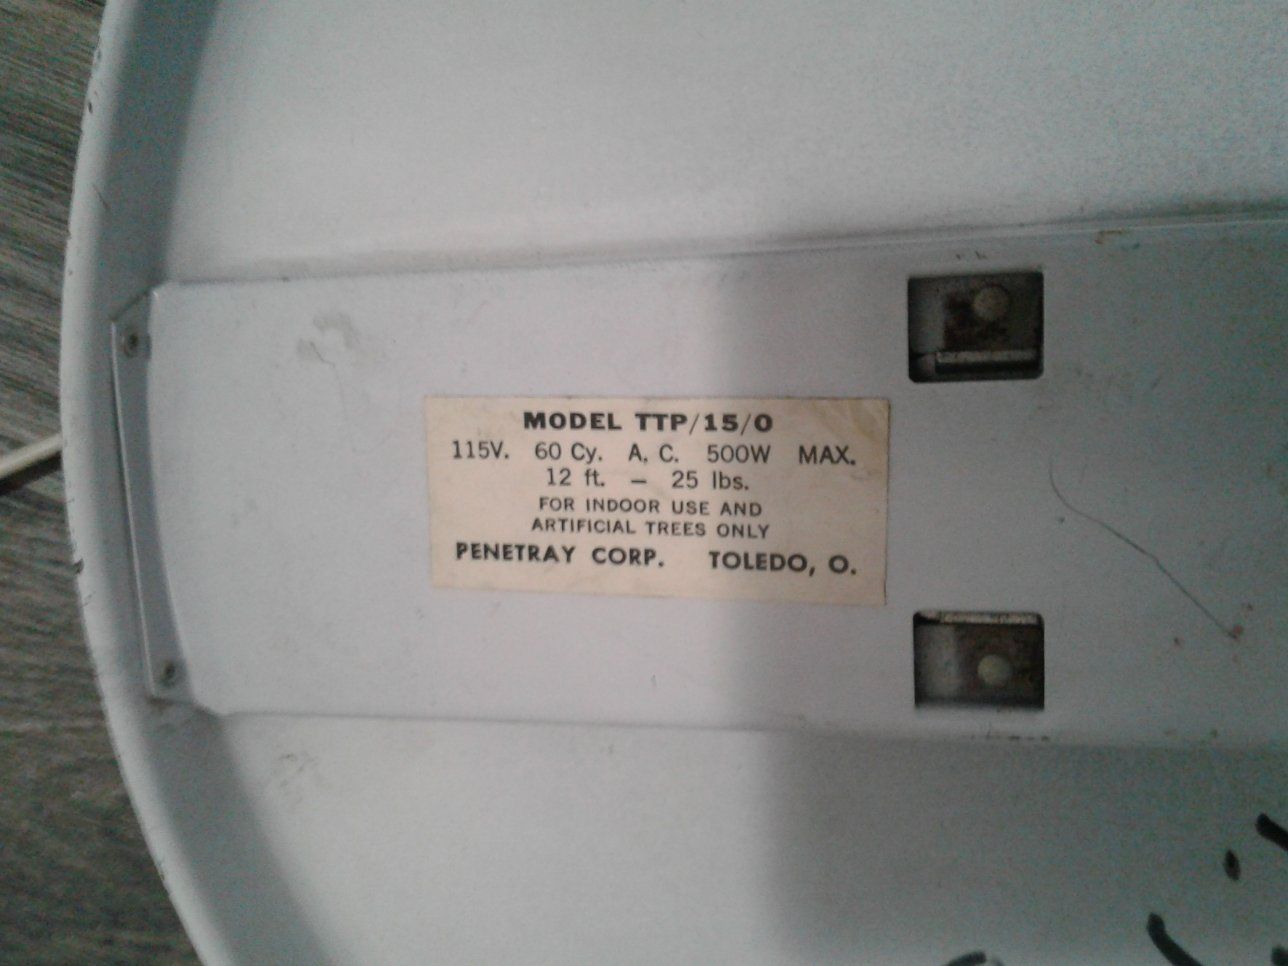 MODEL TTP/15/0
115V. 60 Cy. A. C. 500W MAX.
12 ft. — 25 lbs.
FOR INDOOR USE AND
ARTIFICIAL TREES ONLY
PENETRAY CORP. TOLEDO, O.